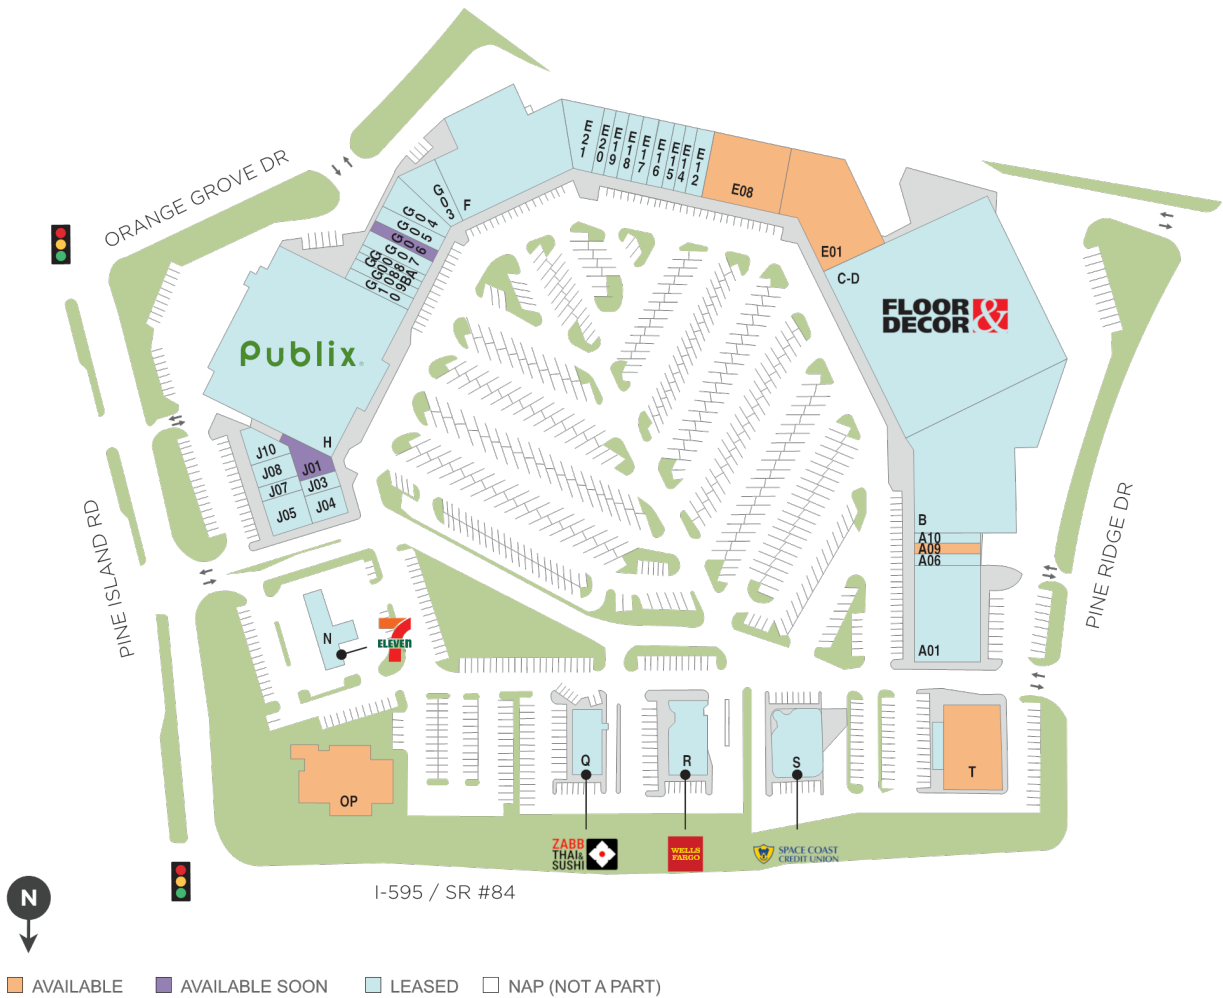 ORANGE GROVE DR
E21
E20
E19
E18
E17
E16
E15
E14
E12
E08
E01
C-D
FLOOR &
DECOR
F
G03
G04
G05
G06
G07
G08A
G08B
G09
G10
Publix
H
J10
J08
J07
J05
J01
J03
J04
B
A10
A09
A06
A01
PINE ISLAND RD
PINE RIDGE DR
N
7
ELEVEN
OP
Q
R
S
T
ZABB
THAI &
SUSHI
WELLS
FARGO
SPACE COAST
CREDIT UNION
I-595 / SR #84
N
AVAILABLE
AVAILABLE SOON
LEASED
NAP (NOT A PART)